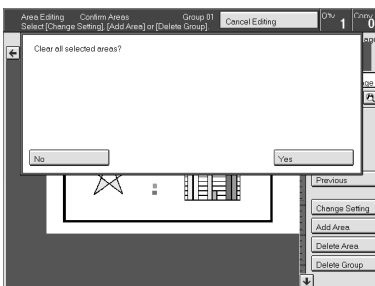 Area Editing Confirm Areas Group 01
Select [Change Setting], [Add Area] or [Delete Group].
Cancel Editing
1
0
Clear all selected areas?
No
Yes
Previous
Change Setting
Add Area
Delete Area
Delete Group